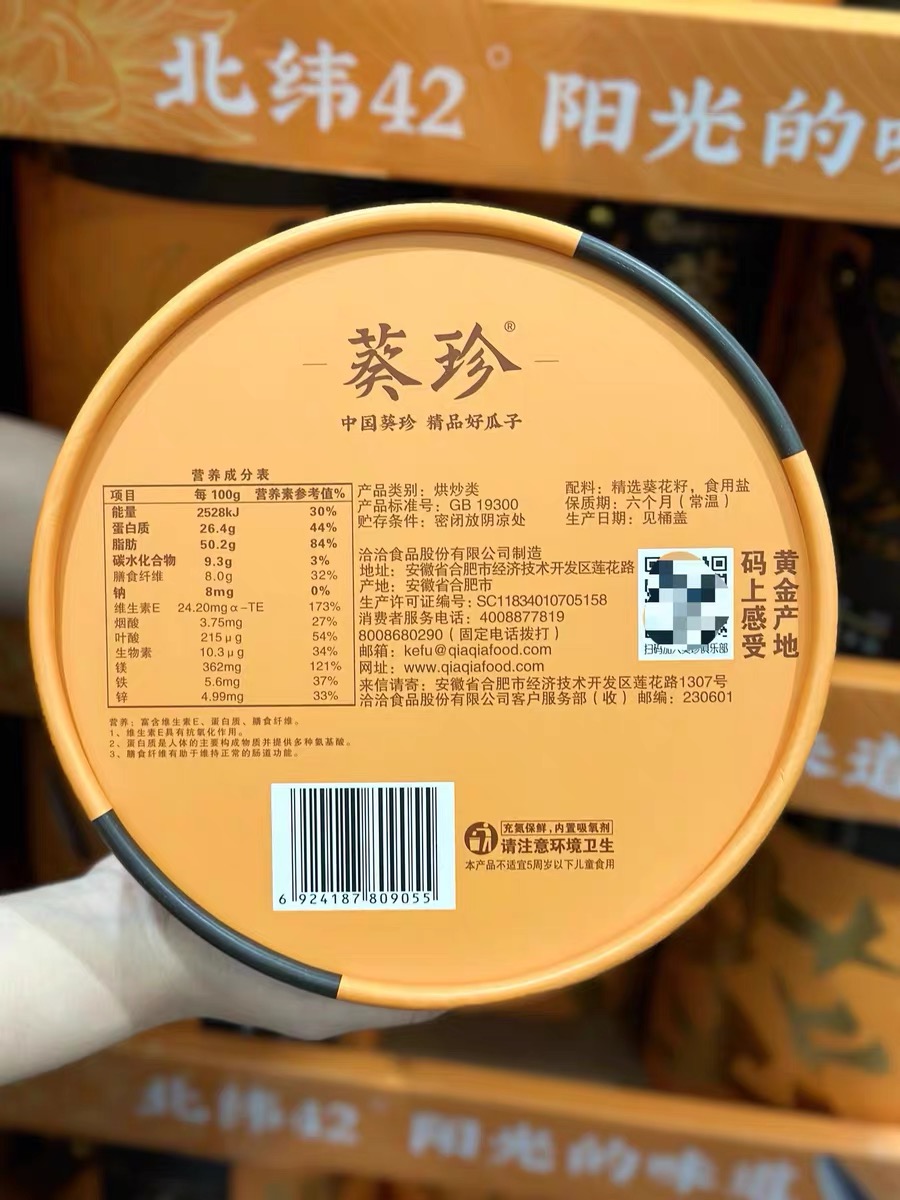 北纬42° 阳光的味
葵珍®
中国葵珍 精品好瓜子
营养成分表
项目 每 100g 营养素参考值%
能量 2528kJ 30%
蛋白质 26.4g 44%
脂肪 50.2g 84%
碳水化合物 9.3g 3%
膳食纤维 8.0g 32%
钠 8mg 0%
维生素E 24.20mgα-TE 173%
烟酸 3.75mg 27%
叶酸 215μg 54%
生物素 10.3μg 34%
镁 362mg 121%
铁 5.6mg 37%
锌 4.99mg 33%
营养：富含维生素E、蛋白质、膳食纤维。
1、维生素E具有抗氧化作用。
2、蛋白质是人体的主要构成物质并提供多种氨基酸。
3、膳食纤维有助于维持正常的肠道功能。
产品类别：烘炒类
产品标准号：GB 19300
贮存条件：密闭放阴凉处
配料：精选葵花籽，食用盐
保质期：六个月（常温）
生产日期：见桶盖
洽洽食品股份有限公司制造
地址：安徽省合肥市经济技术开发区莲花路
产地：安徽省合肥市
生产许可证编号：SC11834010705158
消费者服务电话：4008877819
8008680290（固定电话拨打）
邮箱：kefu@qiaqiafood.com
网址：www.qiaqiafood.com
来信请寄：安徽省合肥市经济技术开发区莲花路1307号
洽洽食品股份有限公司客户服务部（收） 邮编：230601
扫码加入葵珍俱乐部
黄金产地
码上感受
6 924187 809055
充氮保鲜，内置吸氧剂
请注意环境卫生
本产品不适宜5周岁以下儿童食用
味道
北纬42° 阳光的味道